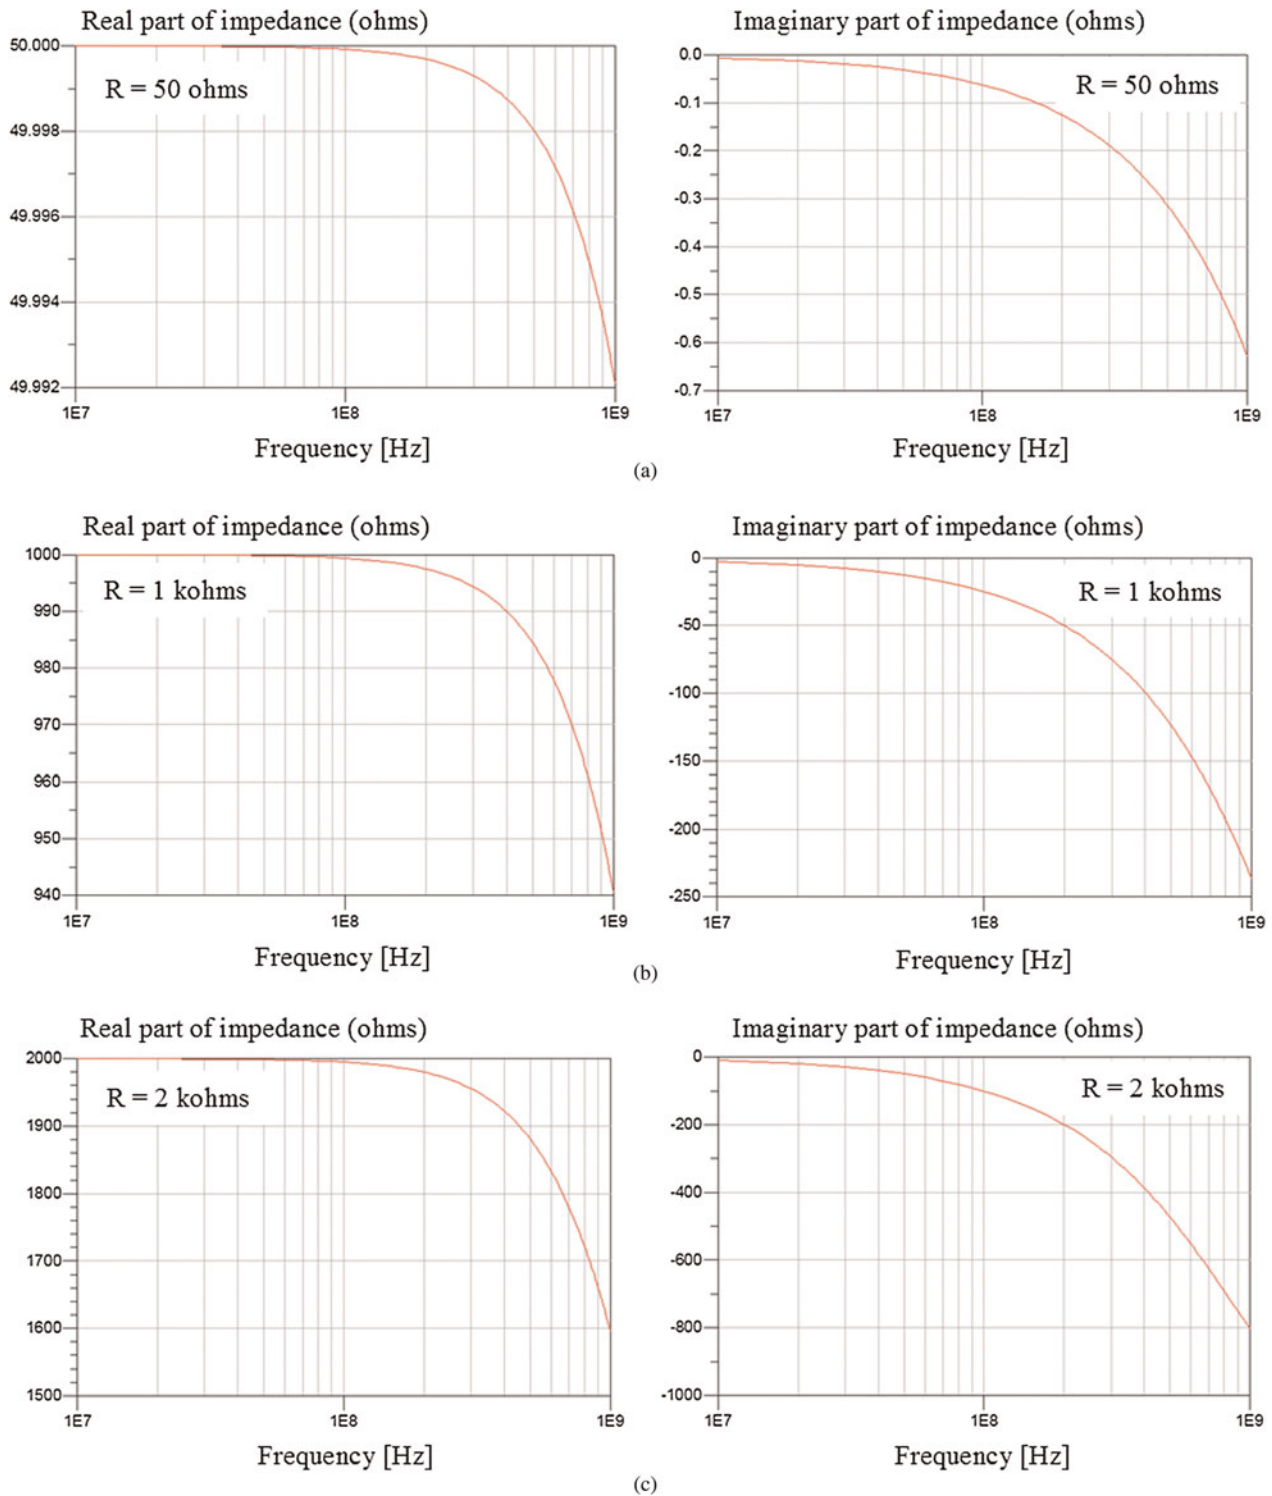 Real part of impedance (ohms)
50.000
49.998
49.996
49.994
49.992
R = 50 ohms
1E7
1E8
1E9
Frequency [Hz]
Imaginary part of impedance (ohms)
0.0
-0.1
-0.2
-0.3
-0.4
-0.5
-0.6
-0.7
R = 50 ohms
1E7
1E8
1E9
Frequency [Hz]
(a)
Real part of impedance (ohms)
1000
990
980
970
960
950
940
R = 1 kohms
1E7
1E8
1E9
Frequency [Hz]
Imaginary part of impedance (ohms)
0
-50
-100
-150
-200
-250
R = 1 kohms
1E7
1E8
1E9
Frequency [Hz]
(b)
Real part of impedance (ohms)
2000
1900
1800
1700
1600
1500
R = 2 kohms
1E7
1E8
1E9
Frequency [Hz]
Imaginary part of impedance (ohms)
0
-200
-400
-600
-800
-1000
R = 2 kohms
1E7
1E8
1E9
Frequency [Hz]
(c)